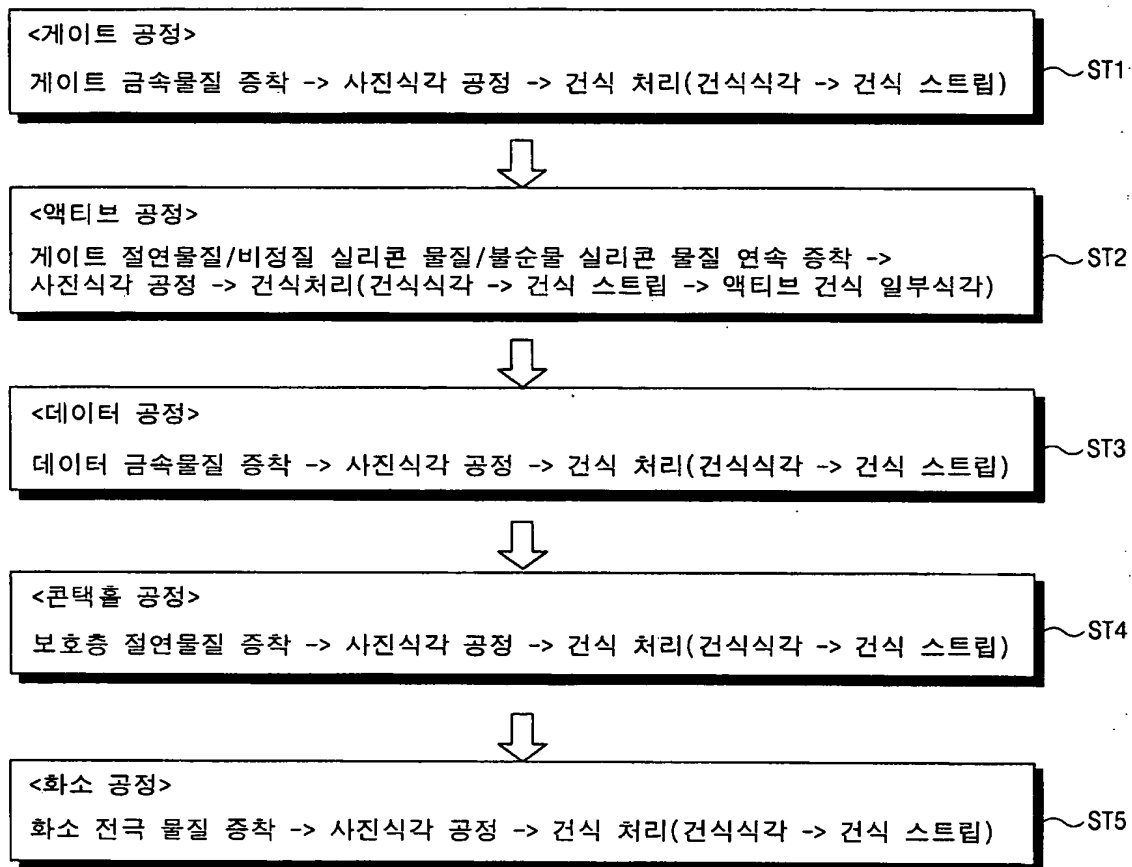 <게이트 공정>
게이트 금속물질 증착 -> 사진식각 공정 -> 건식 처리(건식식각 -> 건식 스트립)
ST1
<액티브 공정>
게이트 절연물질/비정질 실리콘 물질/불순물 실리콘 물질 연속 증착 ->
사진식각 공정 -> 건식처리(건식식각 -> 건식 스트립 -> 액티브 건식 일부식각)
ST2
<데이터 공정>
데이터 금속물질 증착 -> 사진식각 공정 -> 건식 처리(건식식각 -> 건식 스트립)
ST3
<콘택홀 공정>
보호층 절연물질 증착 -> 사진식각 공정 -> 건식 처리(건식식각 -> 건식 스트립)
ST4
<화소 공정>
화소 전극 물질 증착 -> 사진식각 공정 -> 건식 처리(건식식각 -> 건식 스트립)
ST5